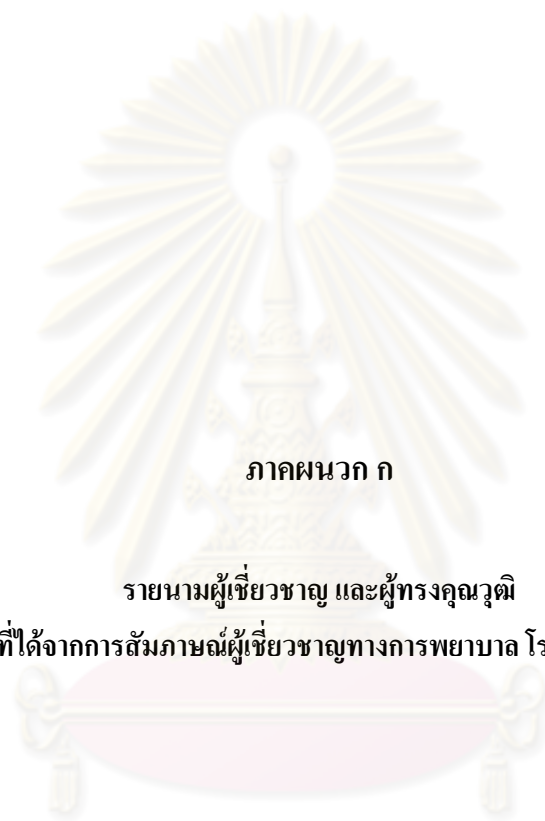 ภาคผนวก ก
รายนามผู้เชี่ยวชาญ และผู้ทรงคุณวุฒิ
ที่ได้จากการสัมภาษณ์ผู้เชี่ยวชาญทางการพยาบาล